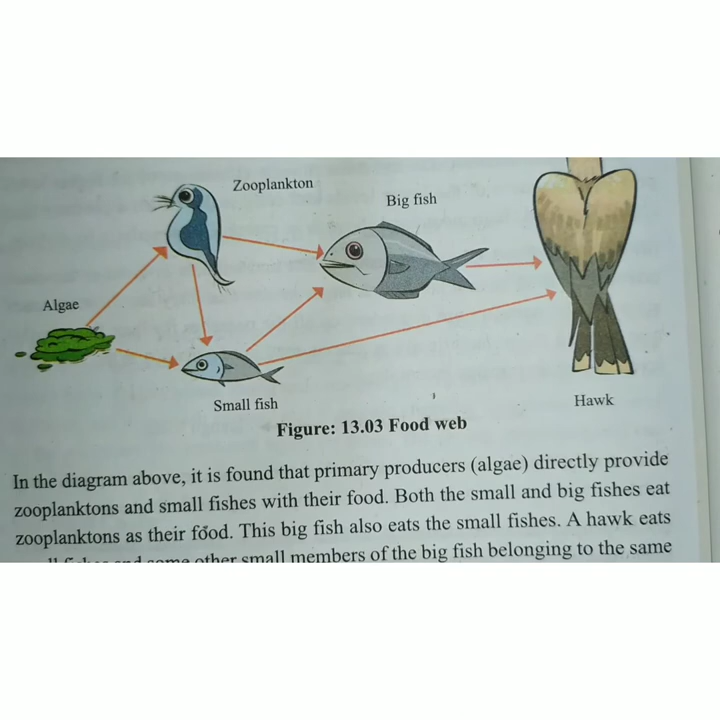 Zooplankton
Big fish
Algae
Small fish
Hawk
Figure: 13.03 Food web
In the diagram above, it is found that primary producers (algae) directly provide
zooplanktons and small fishes with their food. Both the small and big fishes eat
zooplanktons as their food. This big fish also eats the small fishes. A hawk eats
and some other small members of the big fish belonging to the same